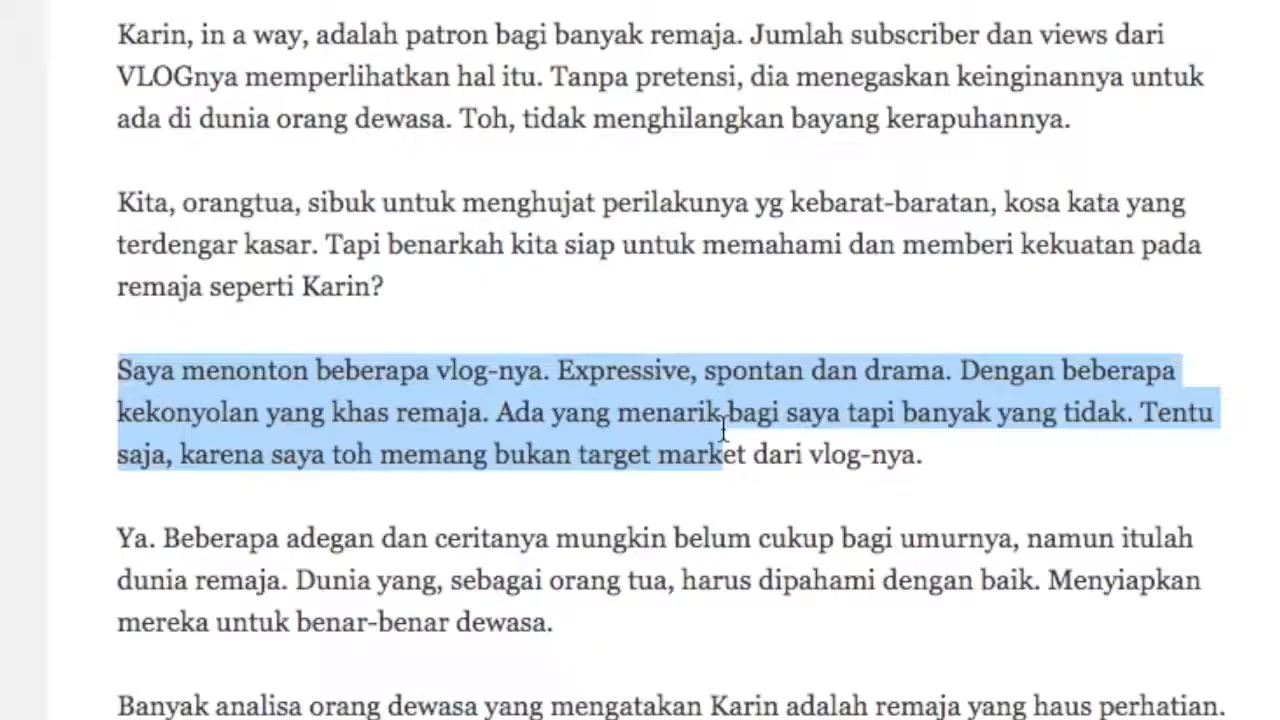 Karin, in a way, adalah patron bagi banyak remaja. Jumlah subscriber dan views dari
VLOGnya memperlihatkan hal itu. Tanpa pretensi, dia menegaskan keinginannya untuk
ada di dunia orang dewasa. Toh, tidak menghilangkan bayang kerapuhannya.
Kita, orangtua, sibuk untuk menghujat perilakunya yg kebarat-baratan, kosa kata yang
terdengar kasar. Tapi benarkah kita siap untuk memahami dan memberi kekuatan pada
remaja seperti Karin?
Saya menonton beberapa vlog-nya. Expressive, spontan dan drama. Dengan beberapa
kekonyolan yang khas remaja. Ada yang menarik bagi saya tapi banyak yang tidak. Tentu
saja, karena saya toh memang bukan target market dari vlog-nya.
Ya. Beberapa adegan dan ceritanya mungkin belum cukup bagi umurnya, namun itulah
dunia remaja. Dunia yang, sebagai orang tua, harus dipahami dengan baik. Menyiapkan
mereka untuk benar-benar dewasa.
Banyak analisa orang dewasa yang mengatakan Karin adalah remaja yang haus perhatian.